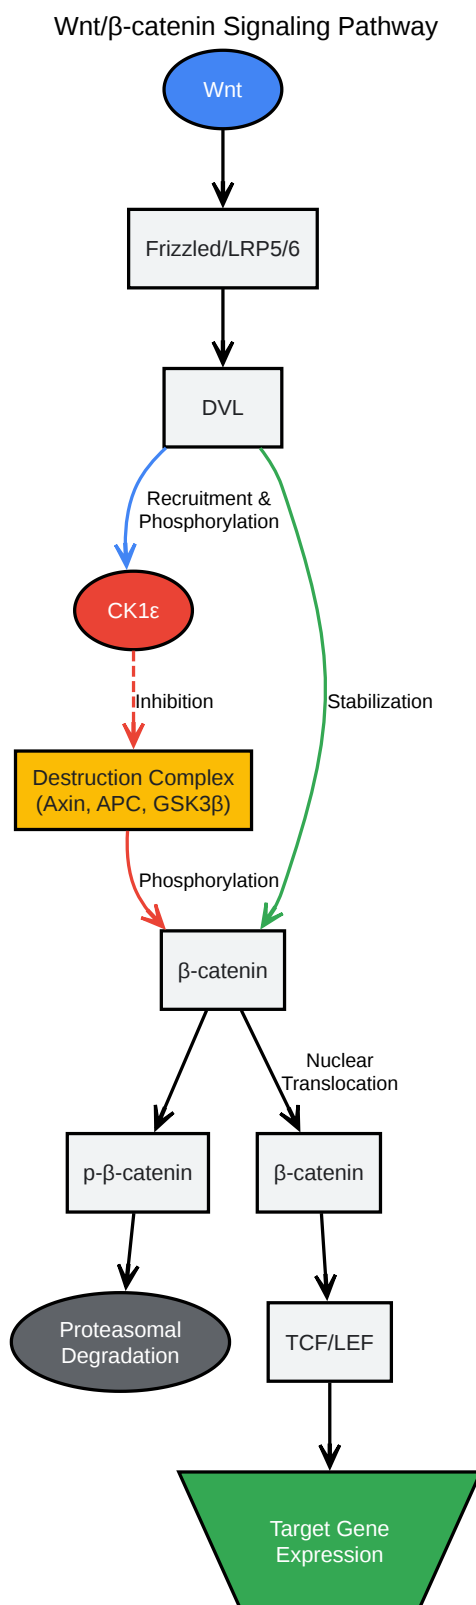 Wnt/β-catenin Signaling Pathway
Wnt
Frizzled/LRP5/6
DVL
Recruitment &
Phosphorylation
CK1ε
Inhibition
Stabilization
Destruction Complex
(Axin, APC, GSK3β)
Phosphorylation
β-catenin
Nuclear
Translocation
p-β-catenin
β-catenin
Proteasomal
Degradation
TCF/LEF
Target Gene
Expression